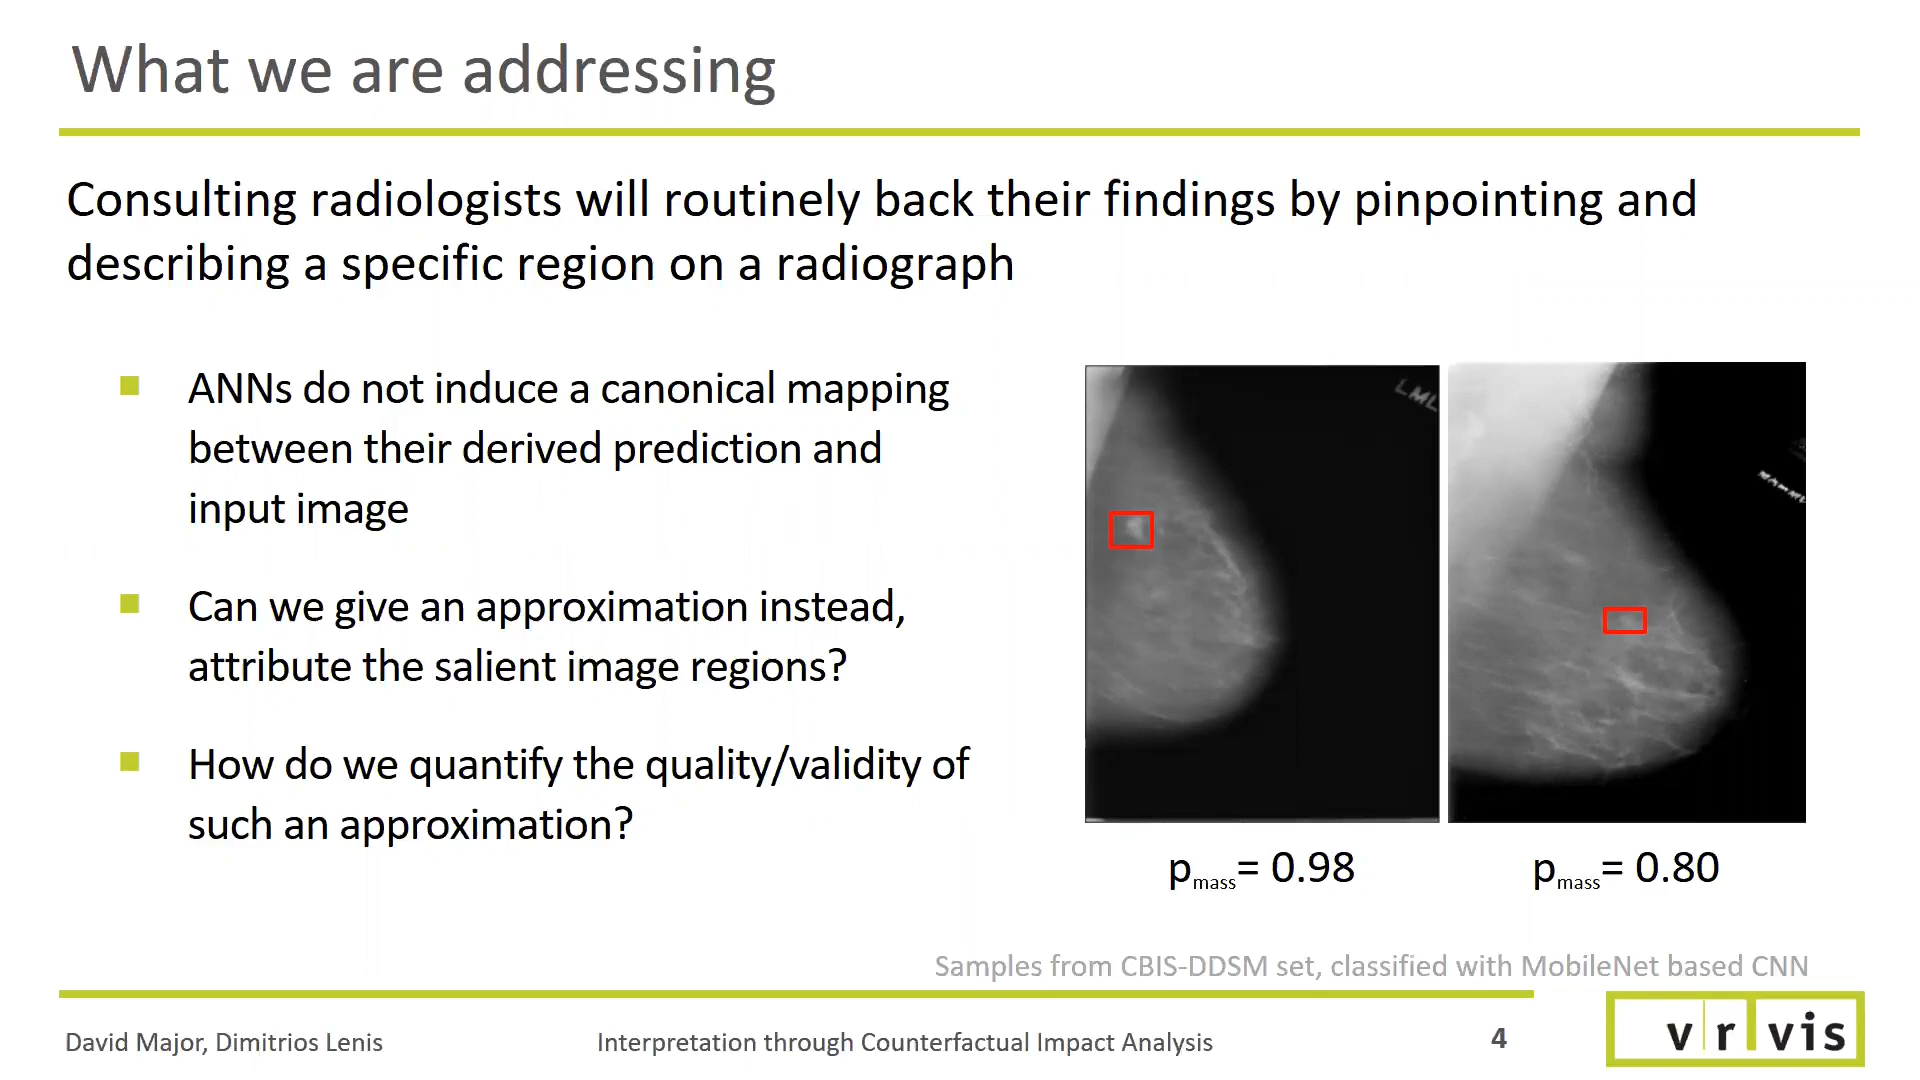 What we are addressing
Consulting radiologists will routinely back their findings by pinpointing and
describing a specific region on a radiograph
ANNs do not induce a canonical mapping
between their derived prediction and
input image
Can we give an approximation instead,
attribute the salient image regions?
How do we quantify the quality/validity of
such an approximation?
LML
pmass= 0.98
pmass= 0.80
Samples from CBIS-DDSM set, classified with MobileNet based CNN
David Major, Dimitrios Lenis
Interpretation through Counterfactual Impact Analysis
4
vrvis